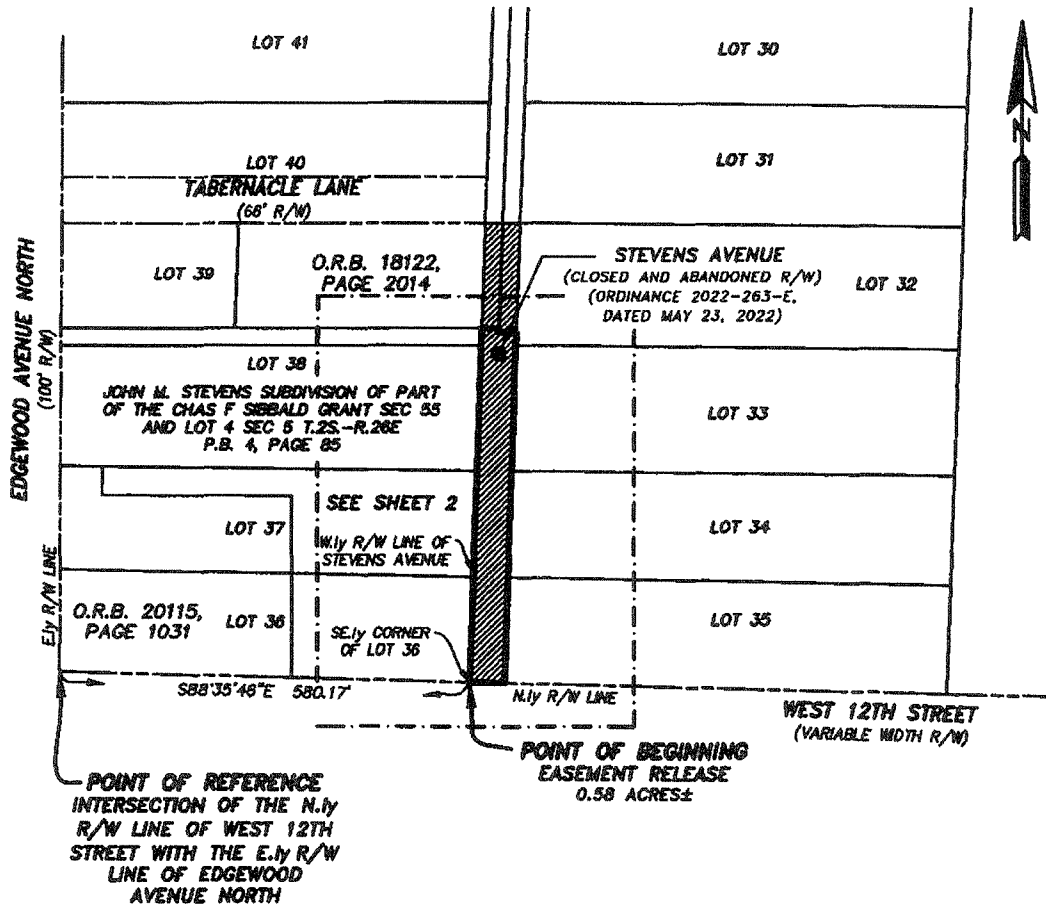 LOT 41
LOT 30
N
LOT 40
LOT 31
TABERNACLE LANE
(66' R/W)
EDGEWOOD AVENUE NORTH
(100' R/W)
LOT 39
O.R.B. 18122,
PAGE 2014
STEVENS AVENUE
(CLOSED AND ABANDONED R/W)
(ORDINANCE 2022-263-E,
DATED MAY 23, 2022)
LOT 32
LOT 38
JOHN M. STEVENS SUBDIVISION OF PART
OF THE CHAS F SIBBALD GRANT SEC 55
AND LOT 4 SEC 5 T.2S.-R.26E
P.B. 4, PAGE 85
LOT 33
SEE SHEET 2
LOT 37
W.ly R/W LINE OF
STEVENS AVENUE
LOT 34
E.ly R/W LINE
O.R.B. 20115,
PAGE 1031
LOT 36
SE.ly CORNER
OF LOT 36
LOT 35
S88°35'46"E 580.17'
N.ly R/W LINE
WEST 12TH STREET
(VARIABLE WIDTH R/W)
POINT OF BEGINNING
EASEMENT RELEASE
0.58 ACRES±
POINT OF REFERENCE
INTERSECTION OF THE N.ly
R/W LINE OF WEST 12TH
STREET WITH THE E.ly R/W
LINE OF EDGEWOOD
AVENUE NORTH